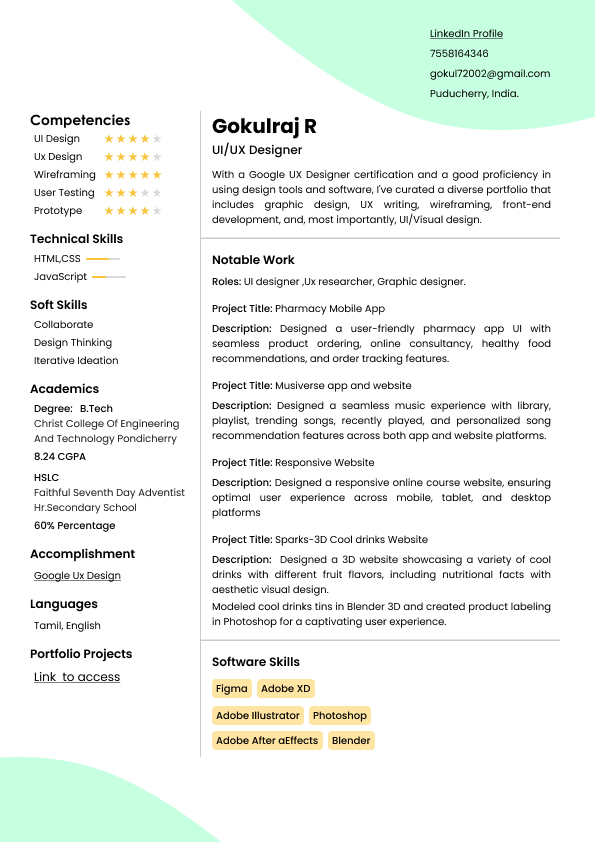 LinkedIn Profile
7558164346
gokul72002@gmail.com
Puducherry, India.
Competencies
UI Design
Ux Design
Wireframing
User Testing
Prototype
Technical Skills
HTML,CSS
JavaScript
Soft Skills
Collaborate
Design Thinking
Iterative Ideation
Academics
Degree: B.Tech
Christ College Of Engineering
And Technology Pondicherry
8.24 CGPA
HSLC
Faithful Seventh Day Adventist
Hr.Secondary School
60% Percentage
Accomplishment
Google Ux Design
Languages
Tamil, English
Portfolio Projects
Link to access
Gokulraj R
UI/UX Designer
With a Google UX Designer certification and a good proficiency in
using design tools and software, I've curated a diverse portfolio that
includes graphic design, UX writing, wireframing, front-end
development, and, most importantly, UI/Visual design.
Notable Work
Roles: UI designer ,Ux researcher, Graphic designer.
Project Title: Pharmacy Mobile App
Description: Designed a user-friendly pharmacy app UI with
seamless product ordering, online consultancy, healthy food
recommendations, and order tracking features.
Project Title: Musiverse app and website
Description: Designed a seamless music experience with library,
playlist, trending songs, recently played, and personalized song
recommendation features across both app and website platforms.
Project Title: Responsive Website
Description: Designed a responsive online course website, ensuring
optimal user experience across mobile, tablet, and desktop
platforms
Project Title: Sparks-3D Cool drinks Website
Description: Designed a 3D website showcasing a variety of cool
drinks with different fruit flavors, including nutritional facts with
aesthetic visual design.
Modeled cool drinks tins in Blender 3D and created product labeling
in Photoshop for a captivating user experience.
Software Skills
Figma Adobe XD
Adobe Illustrator Photoshop
Adobe After aEffects Blender